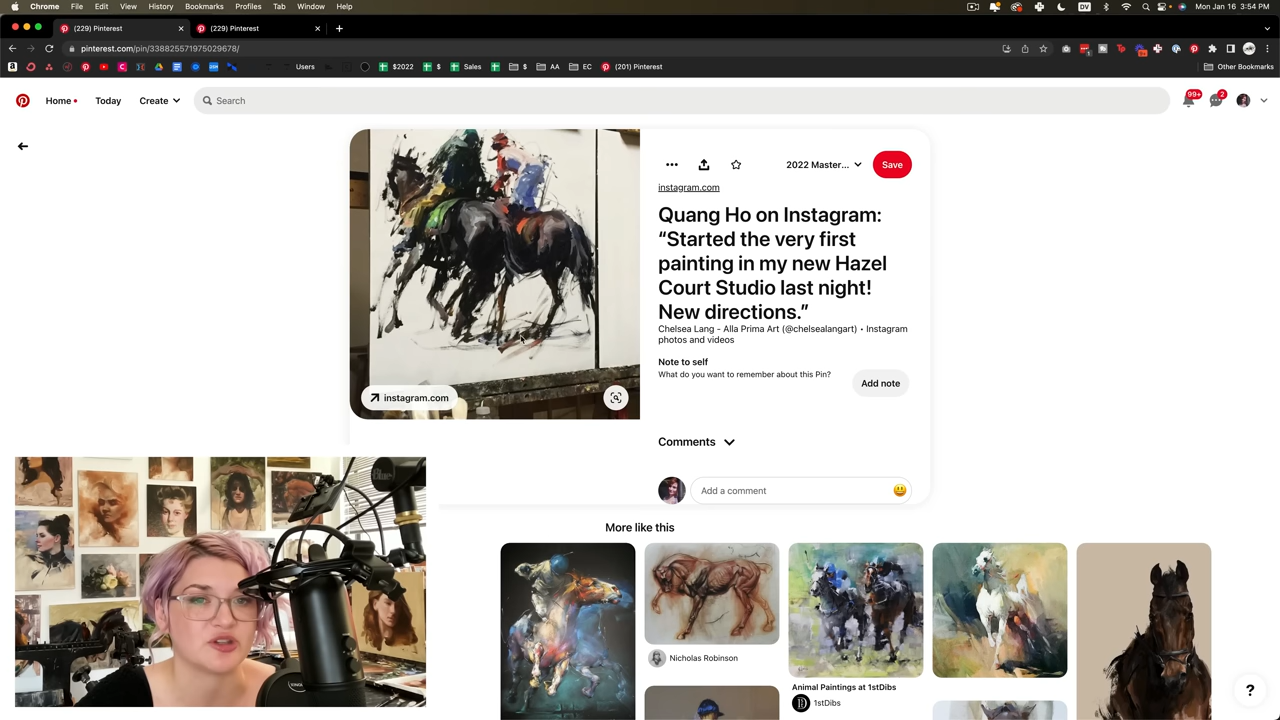 Chrome File Edit View History Bookmarks Profiles Tab Window Help
DV
Mon Jan 16 3:54 PM
(229) Pinterest
(229) Pinterest
pinterest.com/pin/338825571975029678/
Users
$2022
$
Sales
$
AA
EC
(201) Pinterest
Other Bookmarks
Home
Today
Create
Search
99+
2
2022 Master...
Save
instagram.com
Quang Ho on Instagram:
“Started the very first
painting in my new Hazel
Court Studio last night!
New directions.”
Chelsea Lang - Alla Prima Art (@chelsealangart) • Instagram
photos and videos
Note to self
What do you want to remember about this Pin?
Add note
instagram.com
Comments
Add a comment
More like this
Nicholas Robinson
Animal Paintings at 1stDibs
1stDibs
?